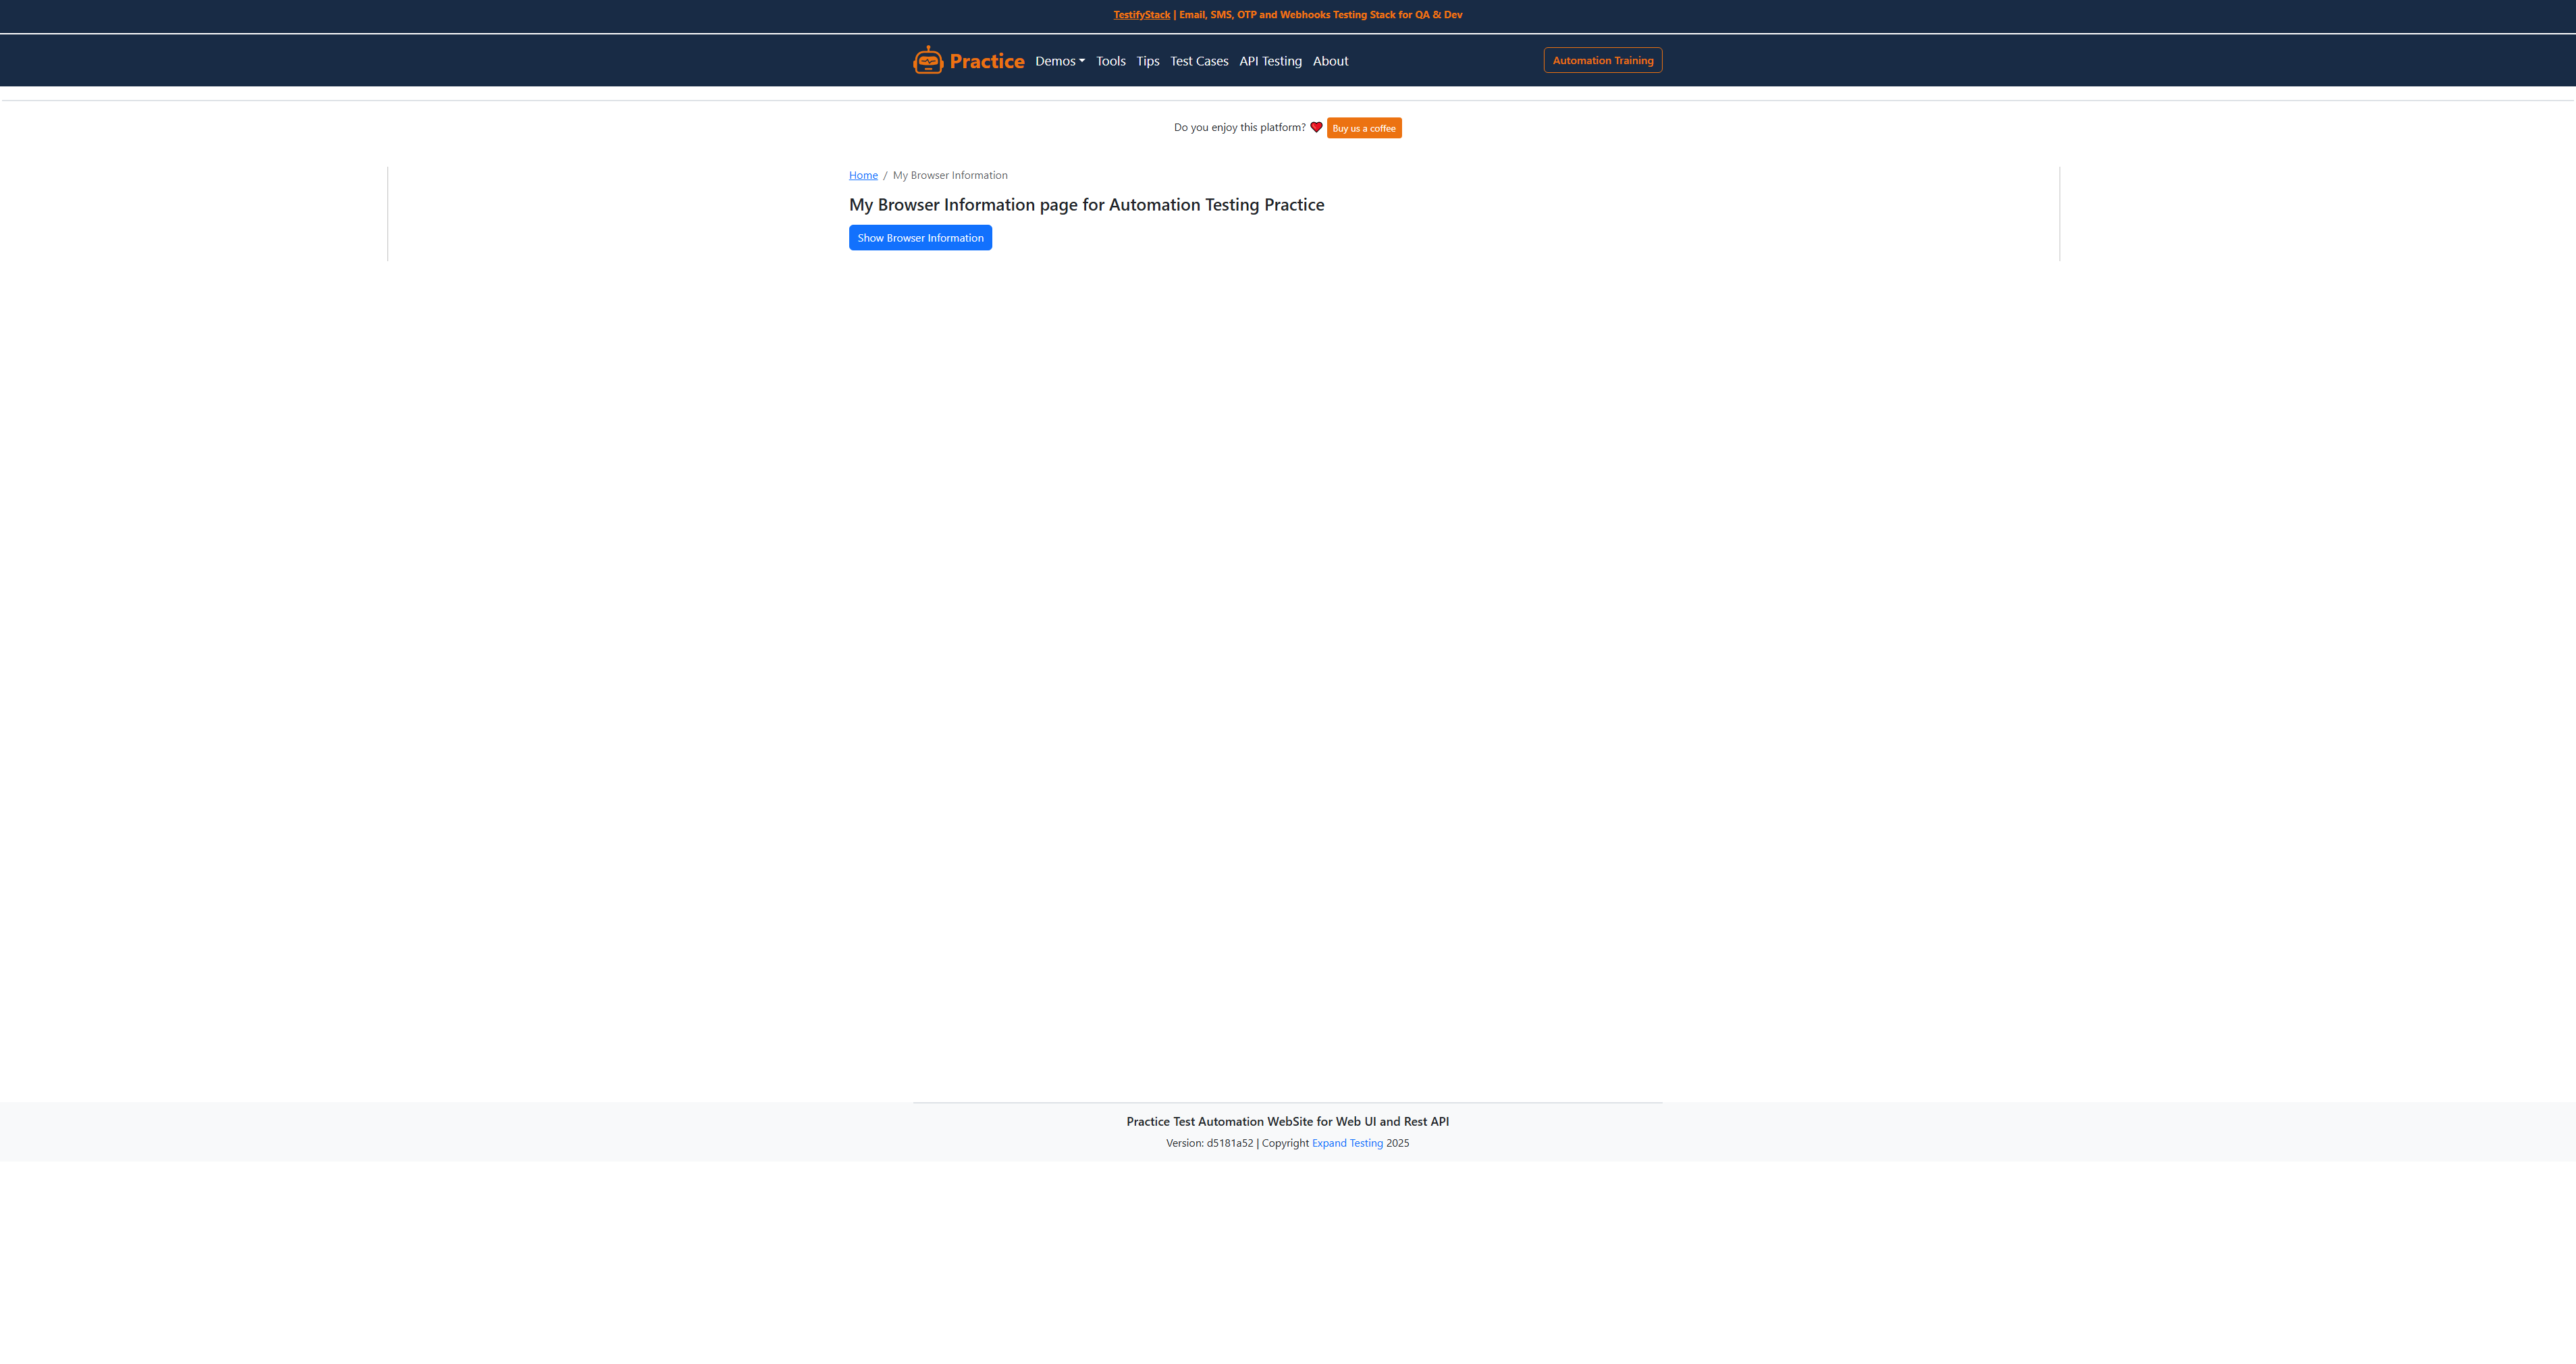 TestifyStack | Email, SMS, OTP and Webhooks Testing Stack for QA & Dev
Practice Demos Tools Tips Test Cases API Testing About Automation Training
Do you enjoy this platform? Buy us a coffee
Home / My Browser Information
My Browser Information page for Automation Testing Practice
Show Browser Information
Practice Test Automation WebSite for Web UI and Rest API
Version: d5181a52 | Copyright Expand Testing 2025